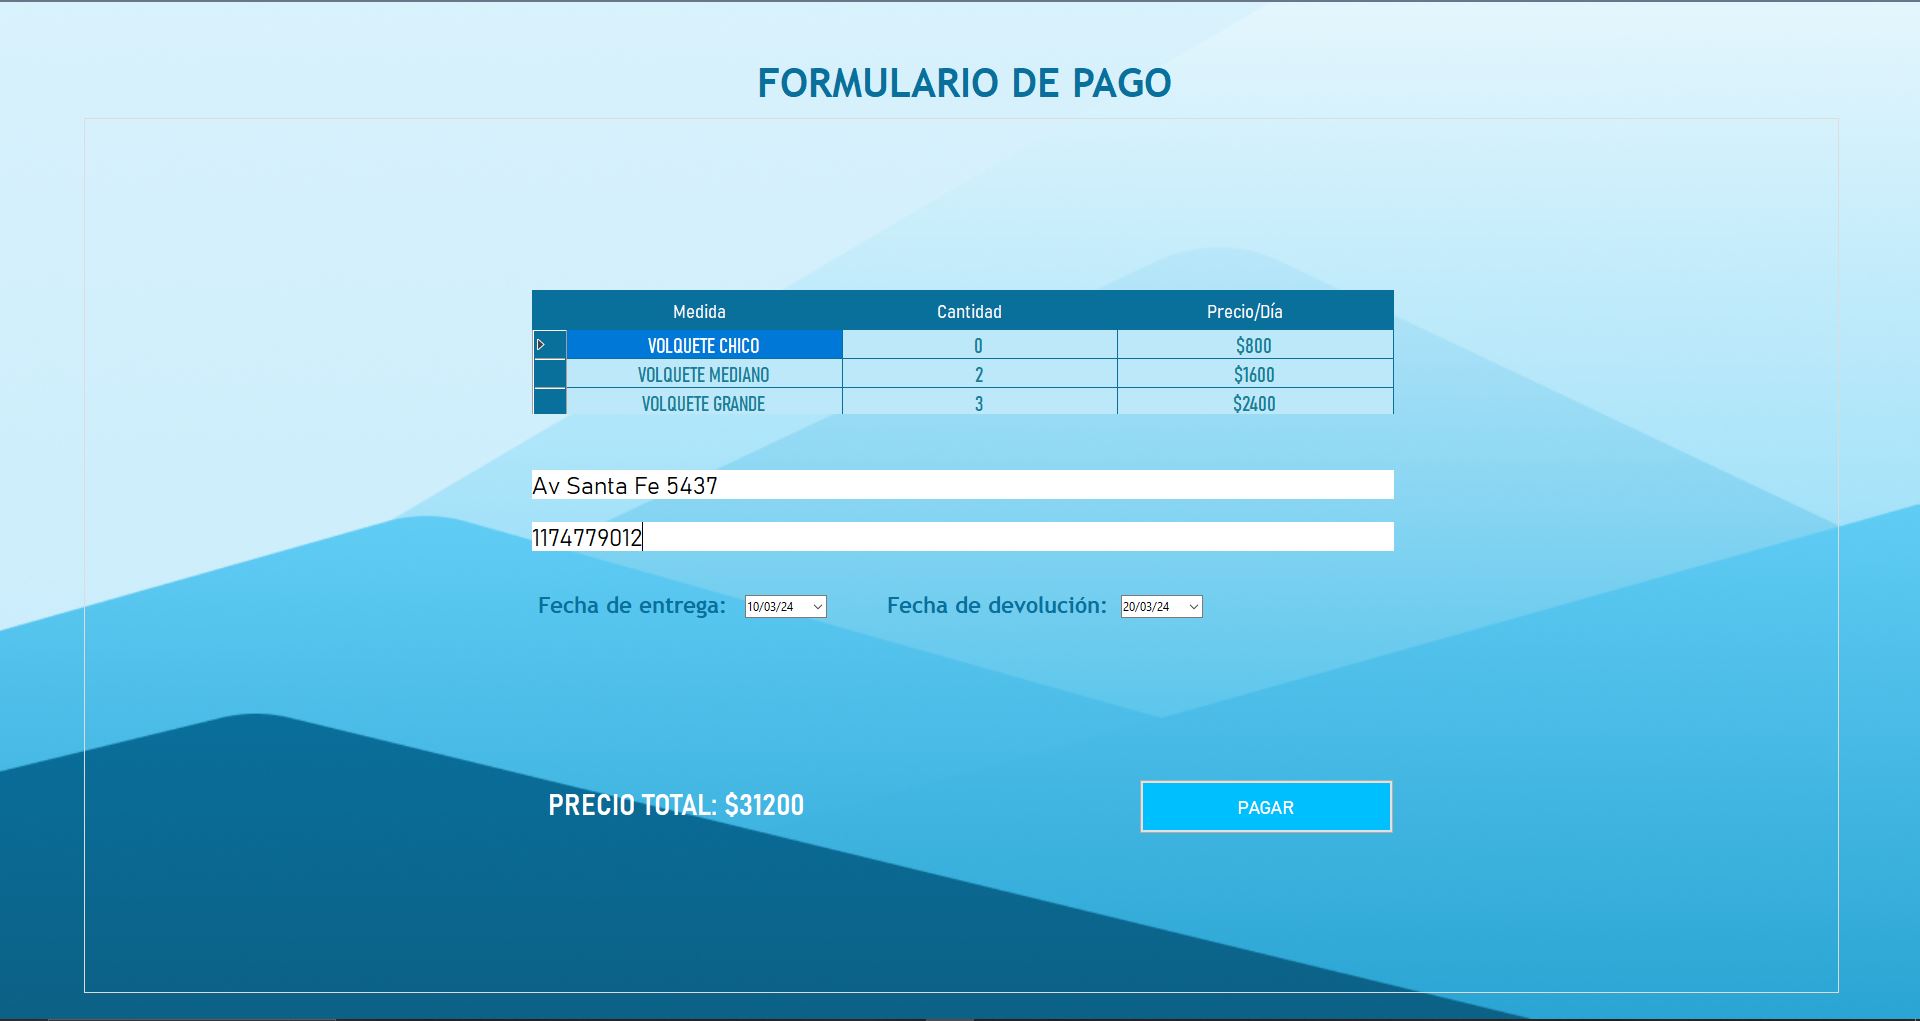 FORMULARIO DE PAGO
Medida Cantidad Precio/Día
VOLQUETE CHICO 0 $800
VOLQUETE MEDIANO 2 $1600
VOLQUETE GRANDE 3 $2400
Av Santa Fe 5437
1174779012
Fecha de entrega: 10/03/24 Fecha de devolución: 20/03/24
PRECIO TOTAL: $31200 PAGAR